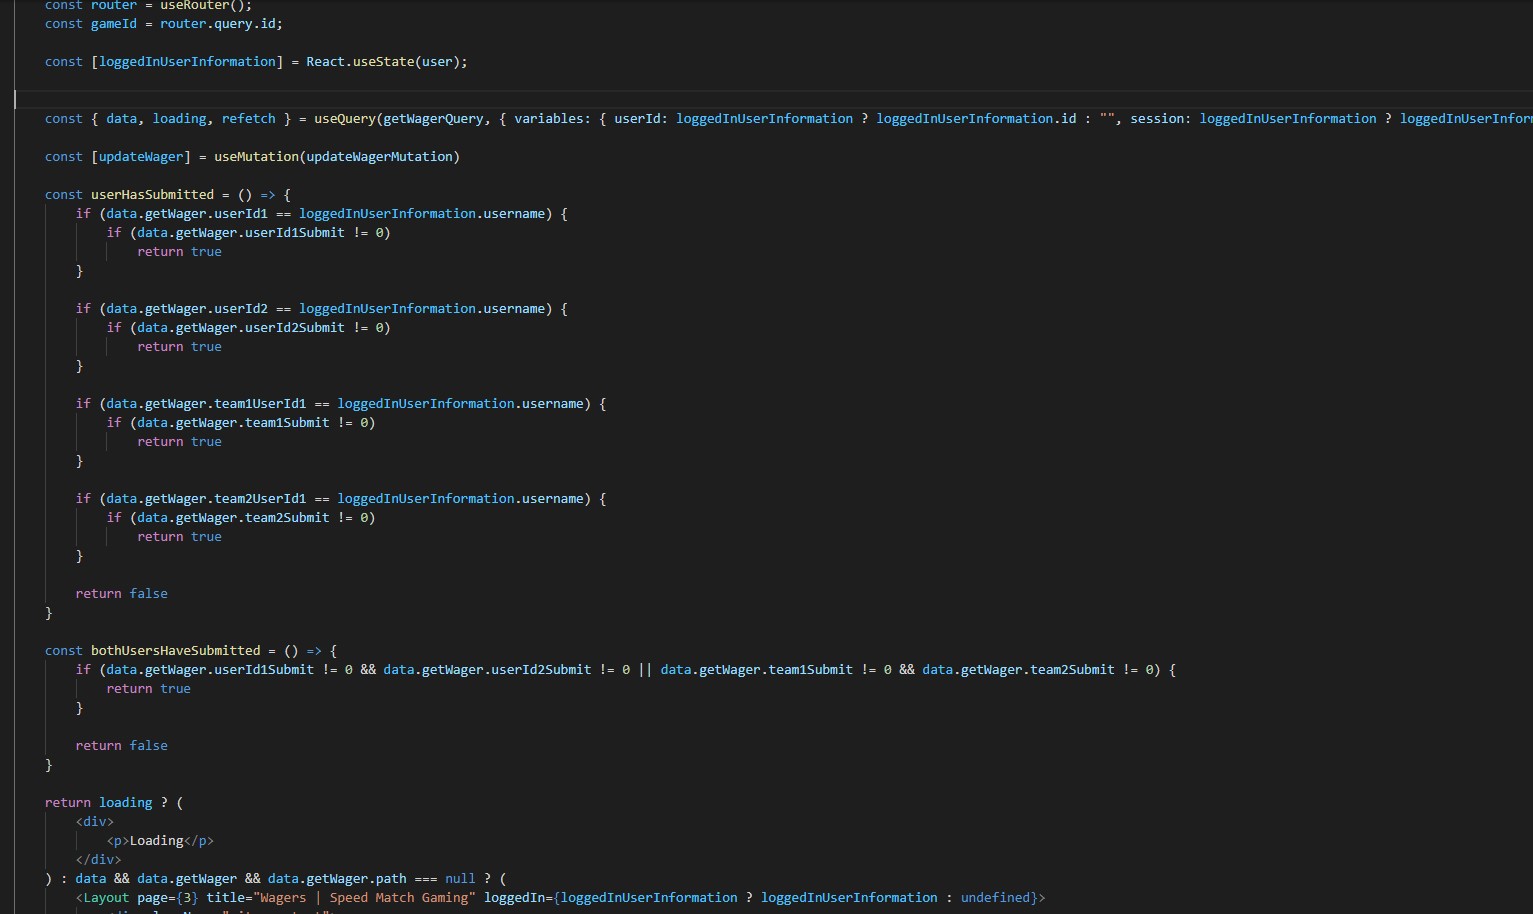 const router = useRouter();
const gameId = router.query.id;
const [loggedInUserInformation] = React.useState(user);
const { data, loading, refetch } = useQuery(getWagerQuery, { variables: { userId: loggedInUserInformation ? loggedInUserInformation.id : "", session: loggedInUserInformation ? loggedInUserInfor
const [updateWager] = useMutation(updateWagerMutation)
const userHasSubmitted = () => {
if (data.getWager.userId1 == loggedInUserInformation.username) {
if (data.getWager.userId1Submit != 0)
return true
}
if (data.getWager.userId2 == loggedInUserInformation.username) {
if (data.getWager.userId2Submit != 0)
return true
}
if (data.getWager.team1UserId1 == loggedInUserInformation.username) {
if (data.getWager.team1Submit != 0)
return true
}
if (data.getWager.team2UserId1 == loggedInUserInformation.username) {
if (data.getWager.team2Submit != 0)
return true
}
return false
}
const bothUsersHaveSubmitted = () => {
if (data.getWager.userId1Submit != 0 && data.getWager.userId2Submit != 0 || data.getWager.team1Submit != 0 && data.getWager.team2Submit != 0) {
return true
}
return false
}
return loading ? (
<div>
<p>Loading</p>
</div>
) : data && data.getWager && data.getWager.path === null ? (
<Layout page={3} title="Wagers | Speed Match Gaming" loggedIn={loggedInUserInformation ? loggedInUserInformation : undefined}>